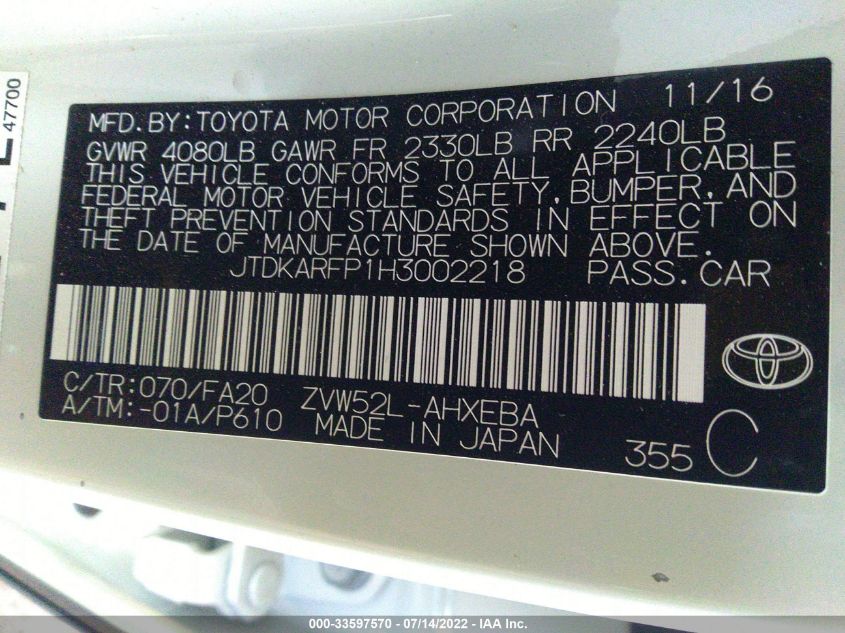 47700
MFD.BY:TOYOTA MOTOR CORPORATION 11/16
GVWR 4080LB GAWR FR 2330LB RR 2240LB
THIS VEHICLE CONFORMS TO ALL APPLICABLE
FEDERAL MOTOR VEHICLE SAFETY,BUMPER,AND
THEFT PREVENTION STANDARDS IN EFFECT ON
THE DATE OF MANUFACTURE SHOWN ABOVE.
JTDKARFP1H3002218 PASS.CAR
C/TR:070/FA20 ZVW52L-AHXEBA
A/TM:-01A/P610 MADE IN JAPAN 355 C
000-33597570 - 07/14/2022 - IAA Inc.